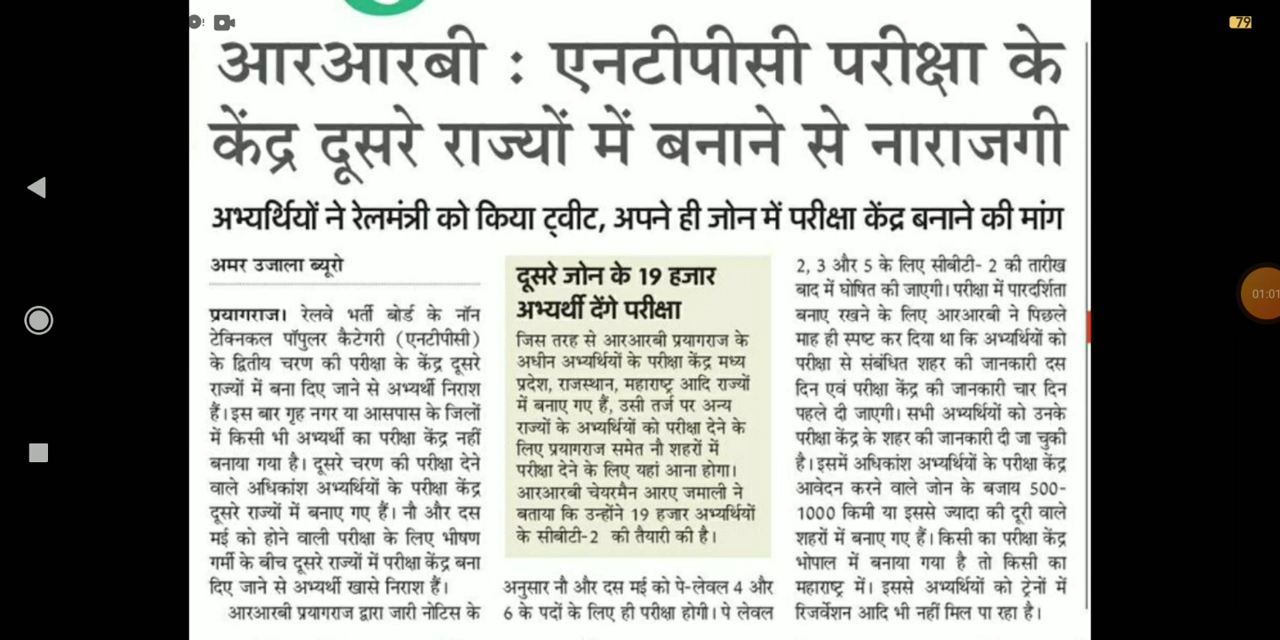 79
आरआरबी : एनटीपीसी परीक्षा के
केंद्र दूसरे राज्यों में बनाने से नाराजगी
अभ्यर्थियों ने रेलमंत्री को किया ट्वीट, अपने ही जोन में परीक्षा केंद्र बनाने की मांग
अमर उजाला ब्यूरो
प्रयागराज। रेलवे भर्ती बोर्ड के नॉन
टेक्निकल पॉपुलर कैटेगरी (एनटीपीसी)
के द्वितीय चरण की परीक्षा के केंद्र दूसरे
राज्यों में बना दिए जाने से अभ्यर्थी निराश
हैं। इस बार गृह नगर या आसपास के जिलों
में किसी भी अभ्यर्थी का परीक्षा केंद्र नहीं
बनाया गया है। दूसरे चरण की परीक्षा देने
वाले अधिकांश अभ्यर्थियों के परीक्षा केंद्र
दूसरे राज्यों में बनाए गए हैं। नौ और दस
मई को होने वाली परीक्षा के लिए भीषण
गर्मी के बीच दूसरे राज्यों में परीक्षा केंद्र बना
दिए जाने से अभ्यर्थी खासे निराश हैं।
आरआरबी प्रयागराज द्वारा जारी नोटिस के
दूसरे जोन के 19 हजार
अभ्यर्थी देंगे परीक्षा
जिस तरह से आरआरबी प्रयागराज के
अधीन अभ्यर्थियों के परीक्षा केंद्र मध्य
प्रदेश, राजस्थान, महाराष्ट्र आदि राज्यों
में बनाए गए हैं, उसी तर्ज पर अन्य
राज्यों के अभ्यर्थियों को परीक्षा देने के
लिए प्रयागराज समेत नौ शहरों में
परीक्षा देने के लिए यहां आना होगा।
आरआरबी चेयरमैन आरए जमाली ने
बताया कि उन्होंने 19 हजार अभ्यर्थियों
के सीबीटी-2 की तैयारी की है।
अनुसार नौ और दस मई को पे-लेवल 4 और
6 के पदों के लिए ही परीक्षा होगी। पे लेवल
2, 3 और 5 के लिए सीबीटी- 2 की तारीख
बाद में घोषित की जाएगी। परीक्षा में पारदर्शिता
बनाए रखने के लिए आरआरबी ने पिछले
माह ही स्पष्ट कर दिया था कि अभ्यर्थियों को
परीक्षा से संबंधित शहर की जानकारी दस
दिन एवं परीक्षा केंद्र की जानकारी चार दिन
पहले दी जाएगी। सभी अभ्यर्थियों को उनके
परीक्षा केंद्र के शहर की जानकारी दी जा चुकी
है। इसमें अधिकांश अभ्यर्थियों के परीक्षा केंद्र
आवेदन करने वाले जोन के बजाय 500-
1000 किमी या इससे ज्यादा की दूरी वाले
शहरों में बनाए गए हैं। किसी का परीक्षा केंद्र
भोपाल में बनाया गया है तो किसी का
महाराष्ट्र में। इससे अभ्यर्थियों को ट्रेनों में
रिजर्वेशन आदि भी नहीं मिल पा रहा है।
01:01